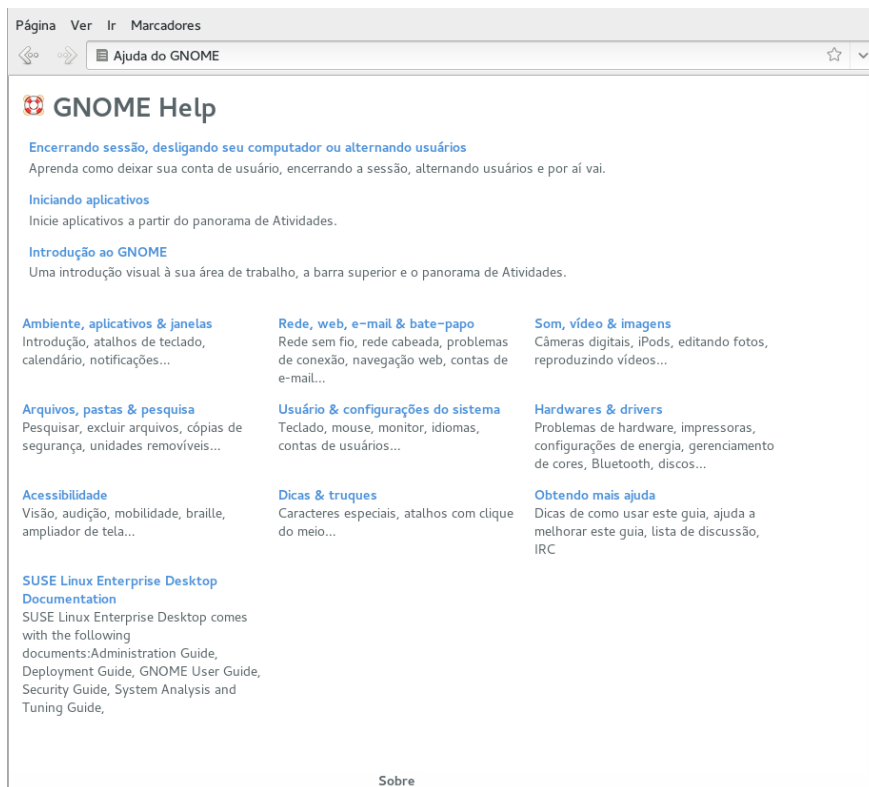 Página Ver Ir Marcadores
Ajuda do GNOME
GNOME Help
Encerrando sessão, desligando seu computador ou alternando usuários
Aprenda como deixar sua conta de usuário, encerrando a sessão, alternando usuários e por aí vai.
Iniciando aplicativos
Inicie aplicativos a partir do panorama de Atividades.
Introdução ao GNOME
Uma introdução visual à sua área de trabalho, a barra superior e o panorama de Atividades.
Ambiente, aplicativos & janelas
Introdução, atalhos de teclado,
calendário, notificações...
Rede, web, e-mail & bate-papo
Rede sem fio, rede cabeada, problemas
de conexão, navegação web, contas de
e-mail...
Som, vídeo & imagens
Câmeras digitais, iPods, editando fotos,
reproduzindo vídeos...
Arquivos, pastas & pesquisa
Pesquisar, excluir arquivos, cópias de
segurança, unidades removíveis...
Usuário & configurações do sistema
Teclado, mouse, monitor, idiomas,
contas de usuários...
Hardwares & drivers
Problemas de hardware, impressoras,
configurações de energia, gerenciamento
de cores, Bluetooth, discos...
Acessibilidade
Visão, audição, mobilidade, braille,
ampliador de tela...
Dicas & truques
Caracteres especiais, atalhos com clique
do meio...
Obtendo mais ajuda
Dicas de como usar este guia, ajuda a
melhorar este guia, lista de discussão,
IRC
SUSE Linux Enterprise Desktop
Documentation
SUSE Linux Enterprise Desktop comes
with the following
documents:Administration Guide,
Deployment Guide, GNOME User Guide,
Security Guide, System Analysis and
Tuning Guide,
Sobre